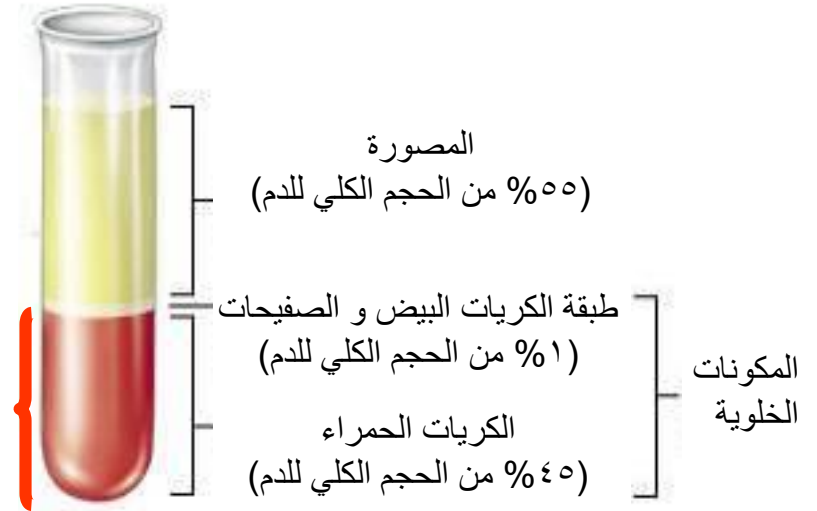 المصورة
(٥٥% من الحجم الكلي للدم)
طبقة الكريات البيض و الصفيحات
(١% من الحجم الكلي للدم)
الكريات الحمراء
(٤٥% من الحجم الكلي للدم)
المكونات
الخلوية